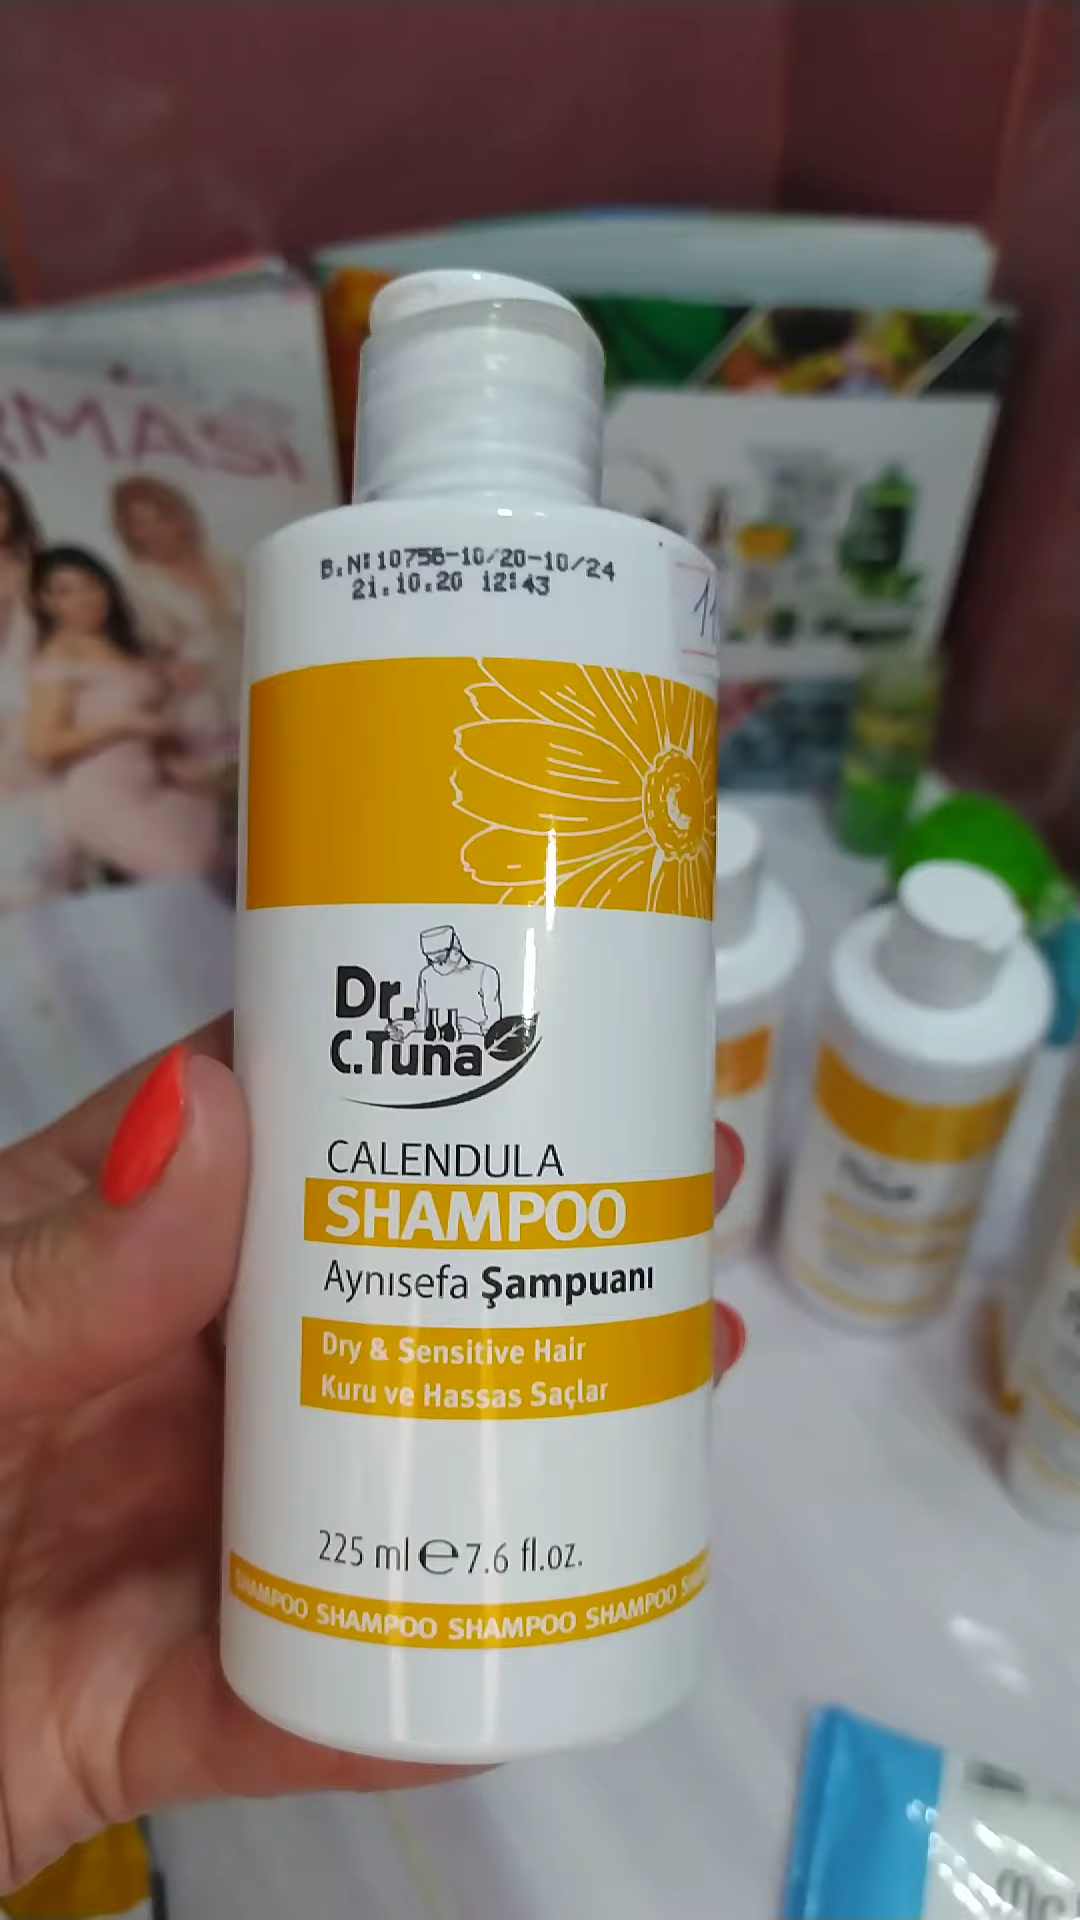 RMASI
B.N:10756-10/20-10/24
21.10.20 12:43
Dr.
C.Tuna
CALENDULA
SHAMPOO
Aynısefa Şampuanı
Dry & Sensitive Hair
Kuru ve Hassas Saçlar
225 ml e 7.6 fl.oz.
SHAMPOO SHAMPOO SHAMPOO SHAMPOO